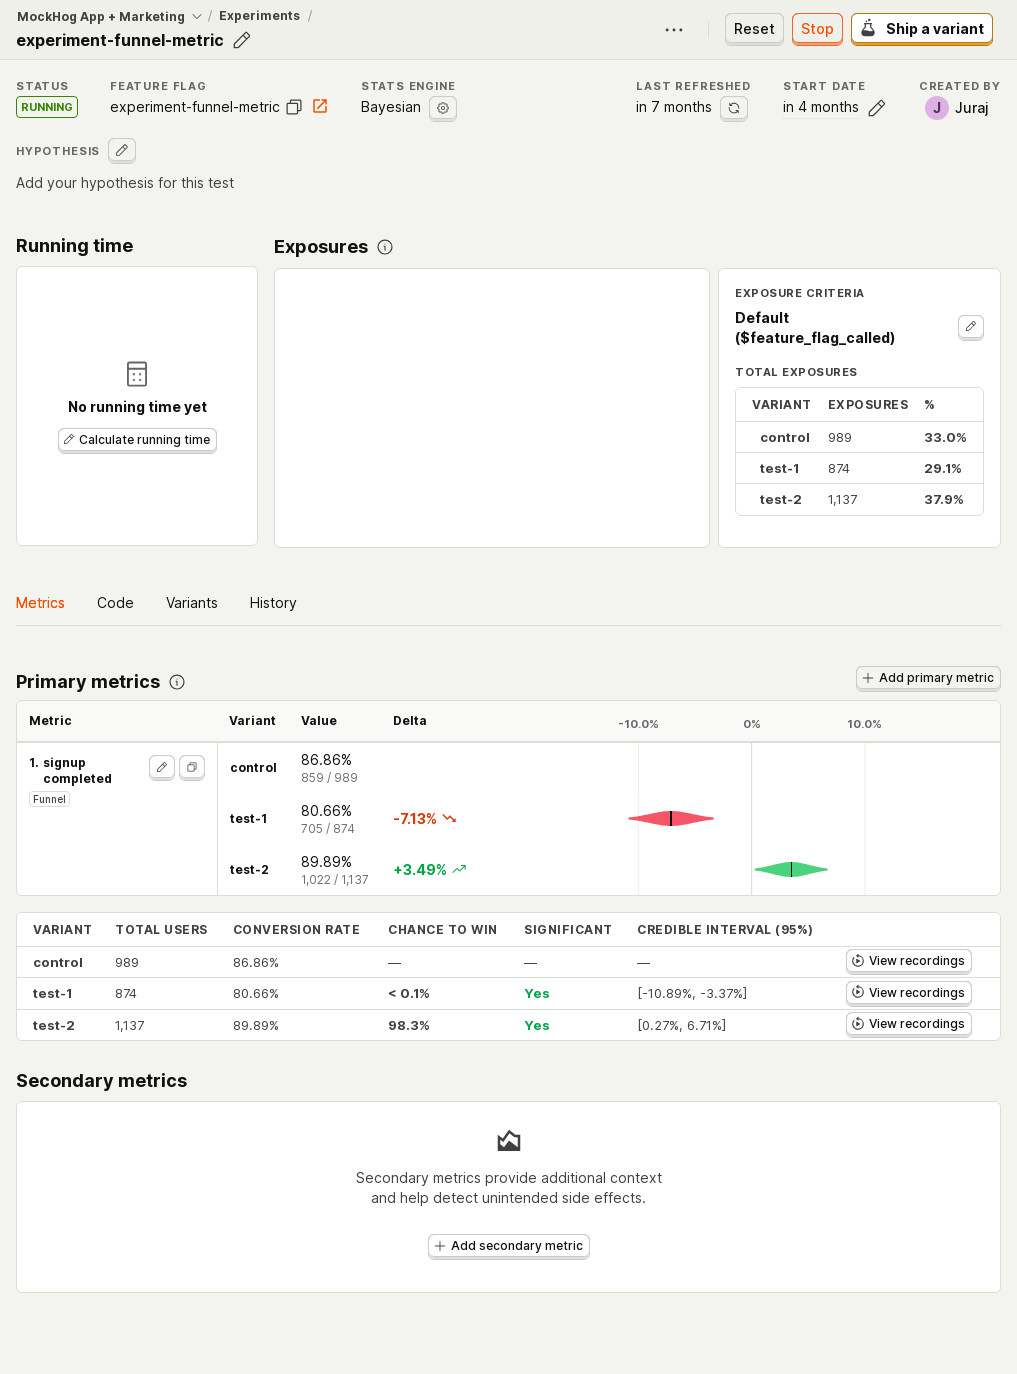 MockHog App + Marketing / Experiments /
experiment-funnel-metric
Reset Stop Ship a variant
STATUS FEATURE FLAG STATS ENGINE LAST REFRESHED START DATE CREATED BY
RUNNING experiment-funnel-metric Bayesian in 7 months in 4 months J Juraj
HYPOTHESIS
Add your hypothesis for this test
Running time
No running time yet
Calculate running time
Exposures
EXPOSURE CRITERIA
Default
($feature_flag_called)
TOTAL EXPOSURES
VARIANT EXPOSURES %
control 989 33.0%
test-1 874 29.1%
test-2 1,137 37.9%
Metrics Code Variants History
Primary metrics
Add primary metric
Metric Variant Value Delta -10.0% 0% 10.0%
1. signup
completed
Funnel
control 86.86%
859 / 989
test-1 80.66% -7.13%
705 / 874
test-2 89.89% +3.49%
1,022 / 1,137
VARIANT TOTAL USERS CONVERSION RATE CHANCE TO WIN SIGNIFICANT CREDIBLE INTERVAL (95%)
control 989 86.86% — — — View recordings
test-1 874 80.66% < 0.1% Yes [-10.89%, -3.37%] View recordings
test-2 1,137 89.89% 98.3% Yes [0.27%, 6.71%] View recordings
Secondary metrics
Secondary metrics provide additional context
and help detect unintended side effects.
Add secondary metric